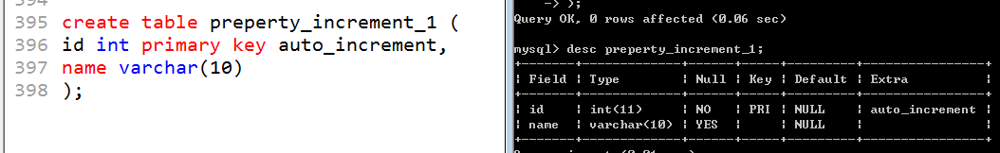 395 create table preperty_increment_1 (
396 id int primary key auto_increment,
397 name varchar(10)
398 );
-> );
Query OK, 0 rows affected (0.06 sec)
mysql> desc preperty_increment_1;
+-------+-------------+------+-----+---------+----------------+
| Field | Type | Null | Key | Default | Extra |
+-------+-------------+------+-----+---------+----------------+
| id | int(11) | NO | PRI | NULL | auto_increment |
| name | varchar(10) | YES | | NULL | |
+-------+-------------+------+-----+---------+----------------+